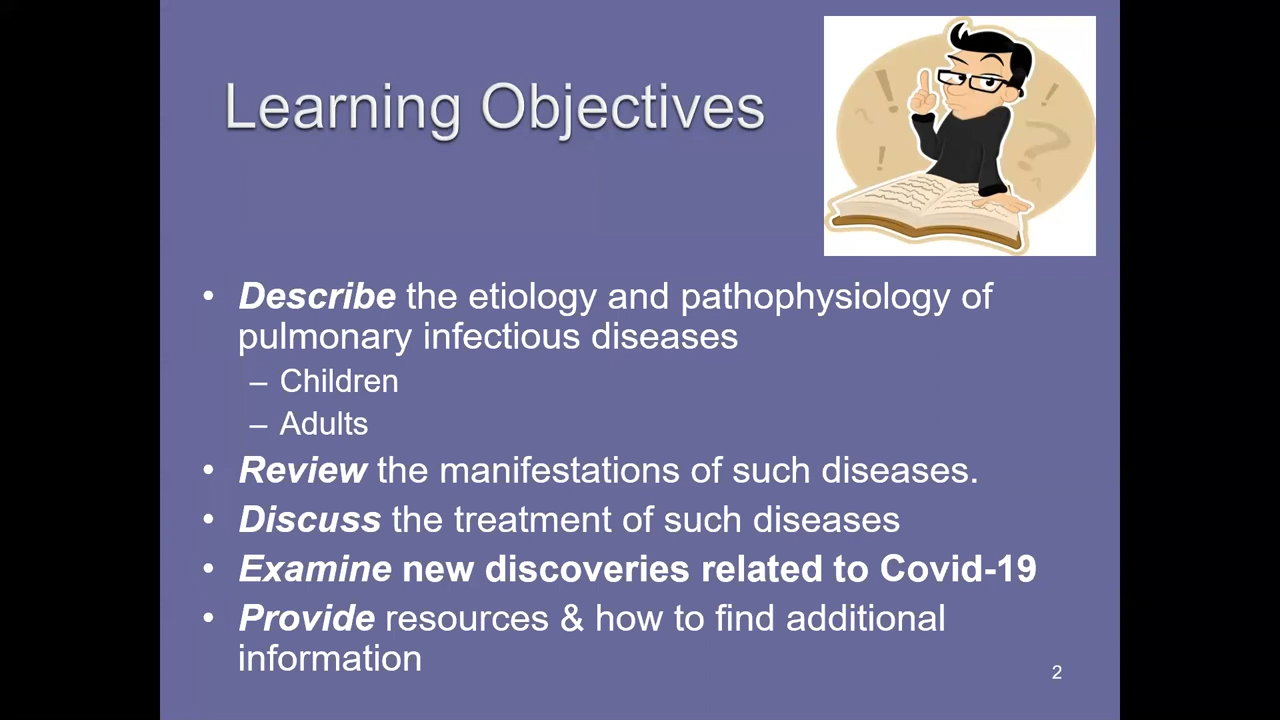 Learning Objectives
• Describe the etiology and pathophysiology of
pulmonary infectious diseases
– Children
– Adults
• Review the manifestations of such diseases.
• Discuss the treatment of such diseases
• Examine new discoveries related to Covid-19
• Provide resources & how to find additional
information
2